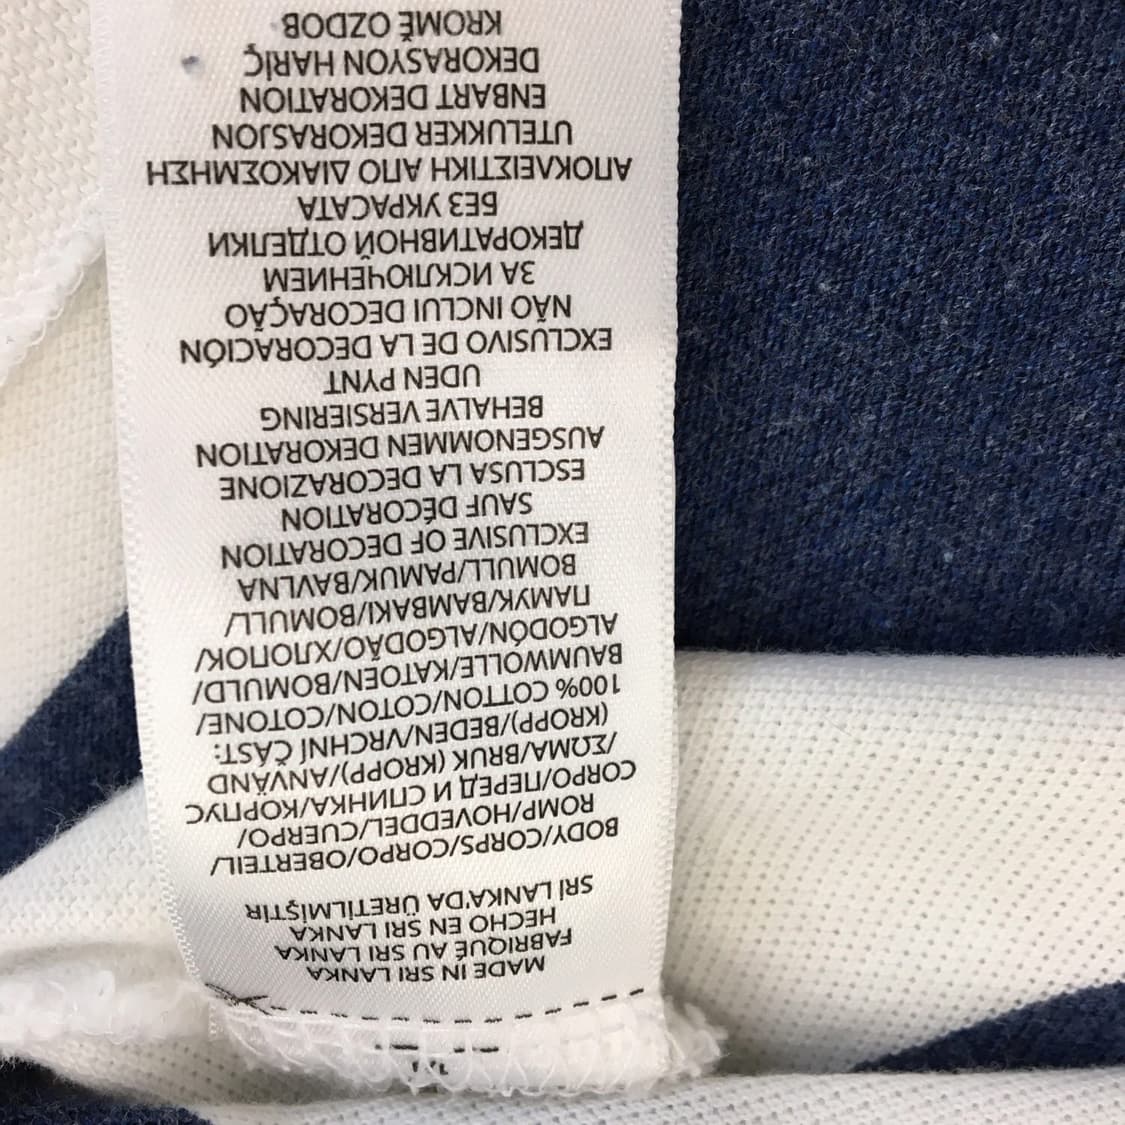 MADE IN SRI LANKA
FABRIQUÉ AU SRI LANKA
HECHO EN SRI LANKA
SRİ LANKA'DA ÜRETİLMİŞTİR
BODY/CORPS/CORPO/OBERTEIL/
ROMP/HOVEDDEL/CUERPO/
CORPO/ПЕРЕД И СПИНКА/КОРПУС
/ΣΩΜΑ/BRUK (KROPP)/ANVÄND
(KROPP)/BEDEN/VRCHNÍ ČÁST:
100% COTTON/COTON/COTONE/
BAUMWOLLE/KATOEN/BOMULD/
ALGODÓN/ALGODÃO/ХЛОПОК/
ПАМУК/ΒΑΜΒΑΚΙ/BOMULL/
BOMULL/PAMUK/BAVLNA
EXCLUSIVE OF DECORATION
SAUF DÉCORATION
ESCLUSA LA DECORAZIONE
AUSGENOMMEN DEKORATION
BEHALVE VERSIERING
UDEN PYNT
EXCLUSIVO DE LA DECORACIÓN
NÃO INCLUI DECORAÇÃO
ЗА ИСКЛЮЧЕНИЕМ
ДЕКОРАТИВНОЙ ОТДЕЛКИ
БЕЗ УКРАСАТА
ΑΠΟΚΛΕΙΣΤΙΚΗ ΑΠΟ ΔΙΑΚΟΣΜΗΣΗ
UTELUKKER DEKORASJON
ENBART DEKORATION
DEKORASYON HARİÇ
KROMĚ OZDOB